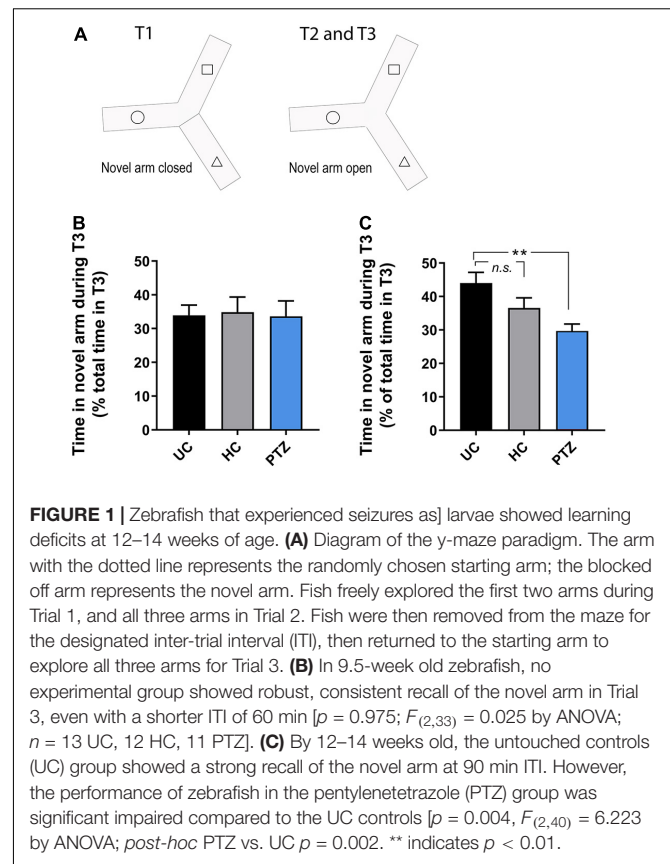 A T1 T2 and T3
Novel arm closed Novel arm open
B
Time in novel arm during T3
(% total time in T3)
50
40
30
20
10
0
UC HC PTZ
C
Time in novel arm during T3
(% of total time in T3)
50
40
30
20
10
0
**
n.s.
UC HC PTZ
FIGURE 1 | Zebrafish that experienced seizures as] larvae showed learning
deficits at 12–14 weeks of age. (A) Diagram of the y-maze paradigm. The arm
with the dotted line represents the randomly chosen starting arm; the blocked
off arm represents the novel arm. Fish freely explored the first two arms during
Trial 1, and all three arms in Trial 2. Fish were then removed from the maze for
the designated inter-trial interval (ITI), then returned to the starting arm to
explore all three arms for Trial 3. (B) In 9.5-week old zebrafish, no
experimental group showed robust, consistent recall of the novel arm in Trial
3, even with a shorter ITI of 60 min [p = 0.975; F(2,33) = 0.025 by ANOVA;
n = 13 UC, 12 HC, 11 PTZ]. (C) By 12–14 weeks old, the untouched controls
(UC) group showed a strong recall of the novel arm at 90 min ITI. However,
the performance of zebrafish in the pentylenetetrazole (PTZ) group was
significant impaired compared to the UC controls [p = 0.004, F(2,40) = 6.223
by ANOVA; post-hoc PTZ vs. UC p = 0.002. ** indicates p < 0.01.